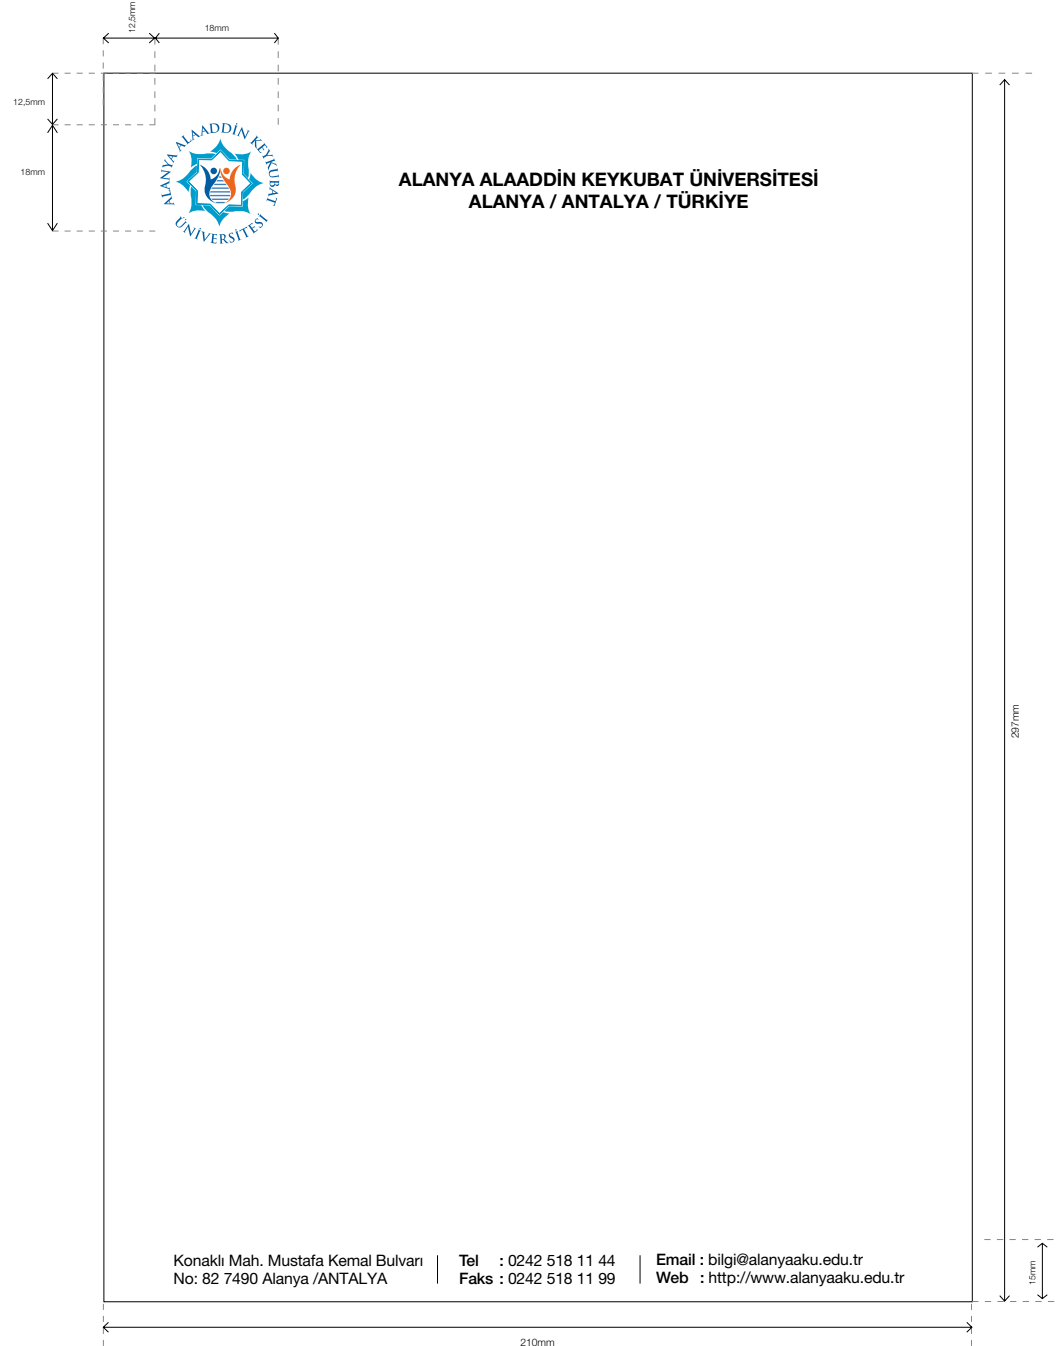 12,5mm
18mm
12,5mm
18mm
ALANYA ALAADDİN KEYKUBAT
ÜNİVERSİTESİ
ALANYA ALAADDİN KEYKUBAT ÜNİVERSİTESİ
ALANYA / ANTALYA / TÜRKİYE
297mm
Konaklı Mah. Mustafa Kemal Bulvarı
No: 82 7490 Alanya /ANTALYA
Tel : 0242 518 11 44
Faks : 0242 518 11 99
Email : bilgi@alanyaaku.edu.tr
Web : http://www.alanyaaku.edu.tr
15mm
210mm